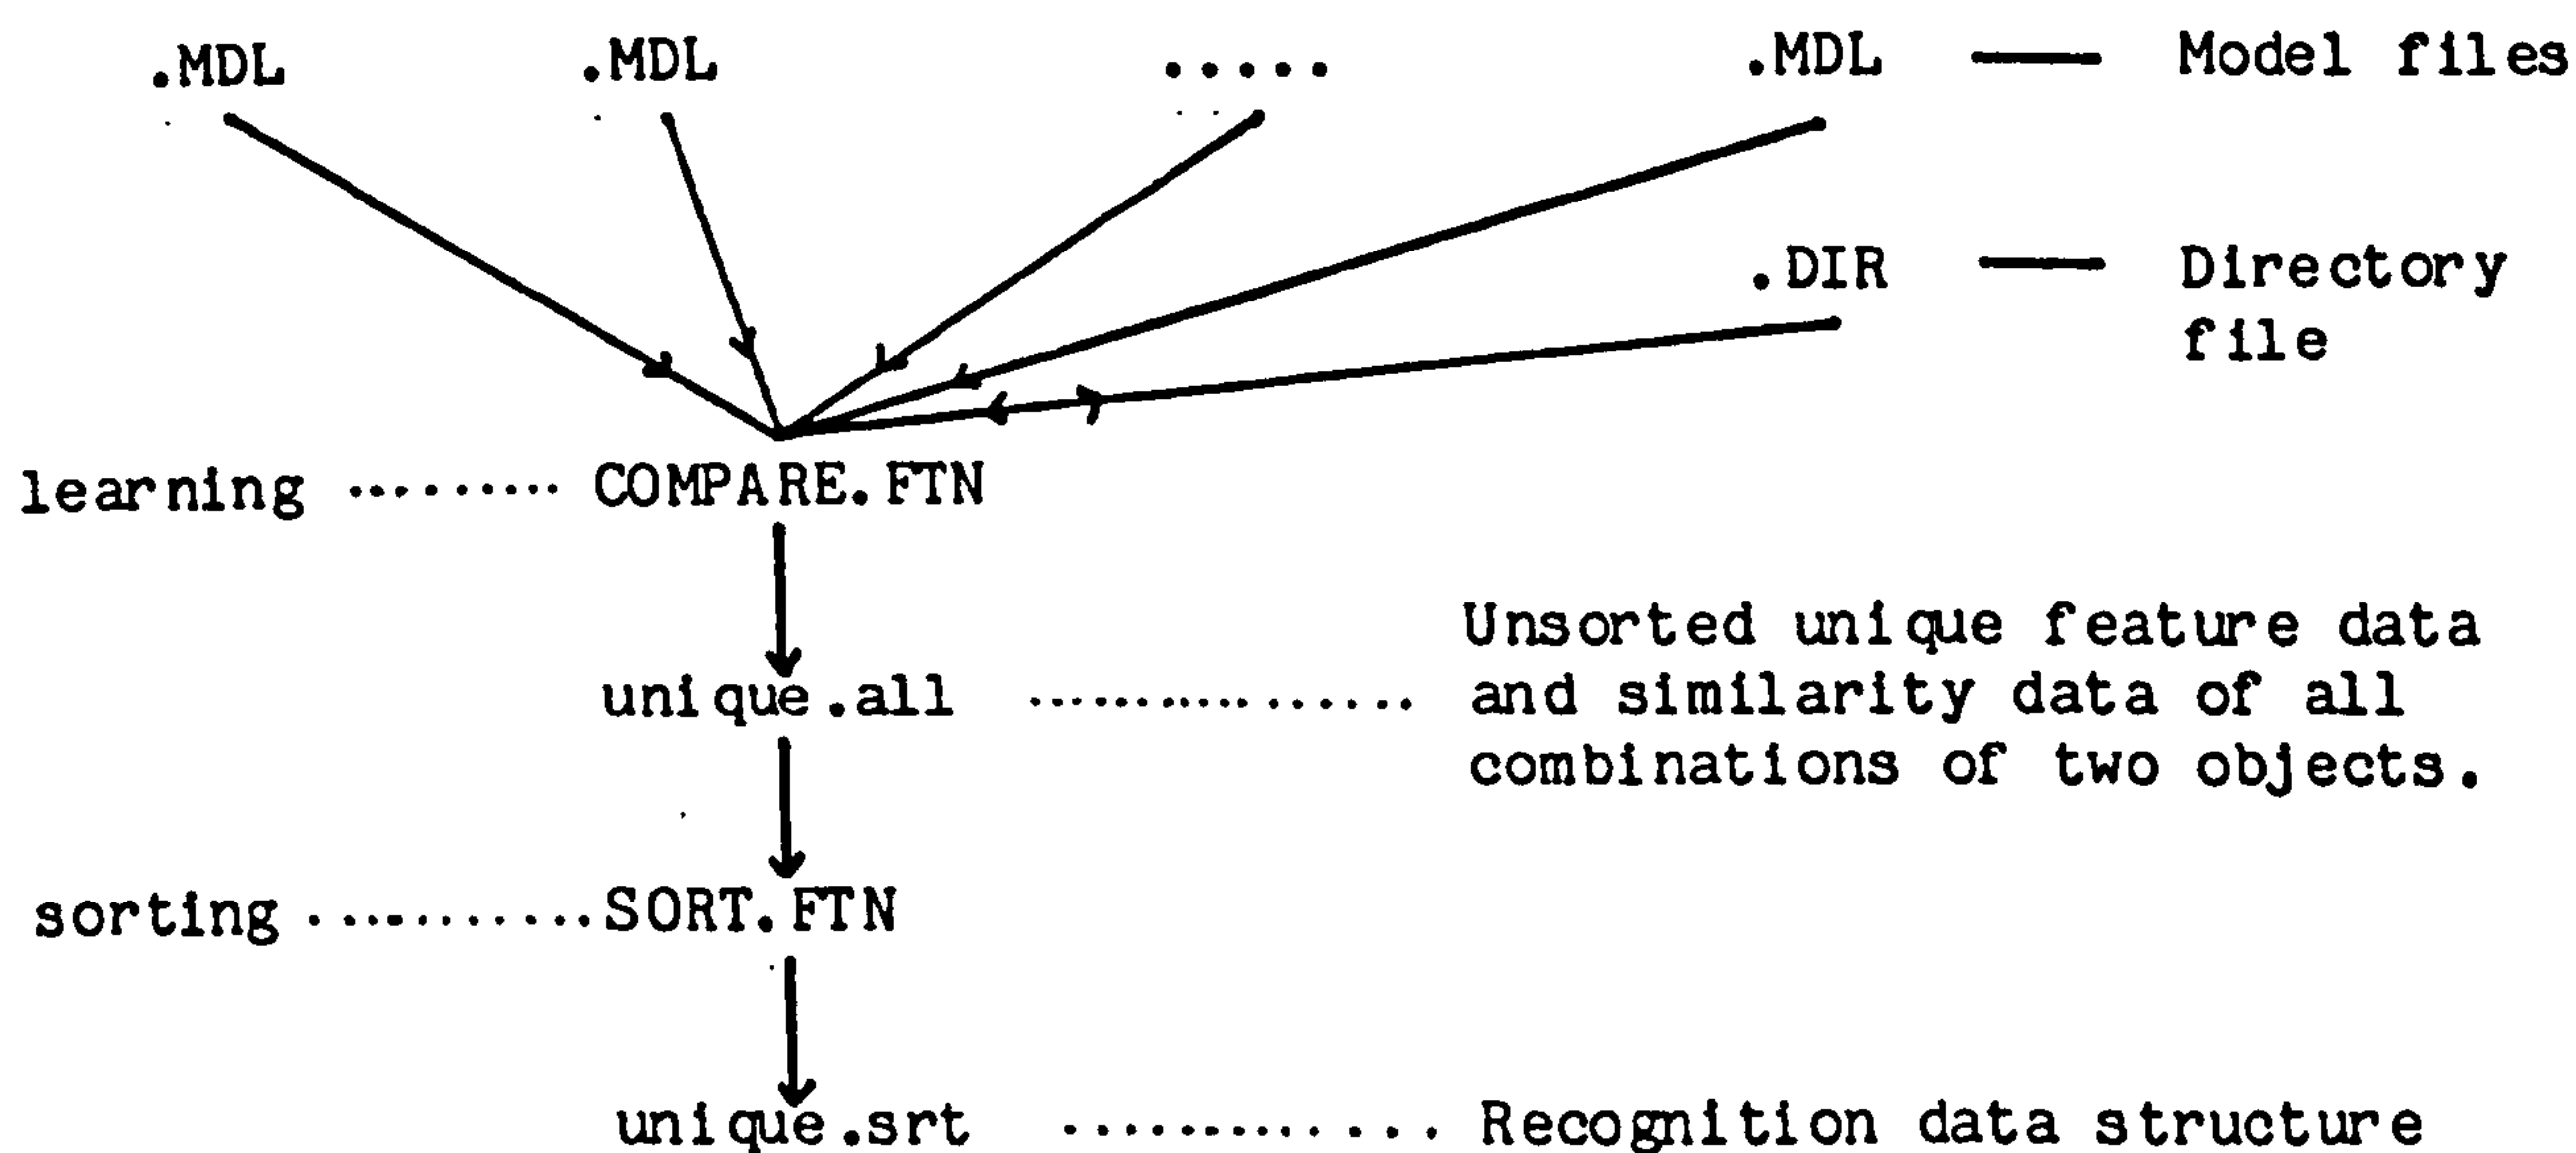 .MDL .MDL ..... .MDL — Model files
.DIR — Directory
file
learning ......... COMPARE.FTN
Unsorted unique feature data
unique.all ................ and similarity data of all
combinations of two objects.
sorting ...........SORT.FTN
unique.srt ............. Recognition data structure